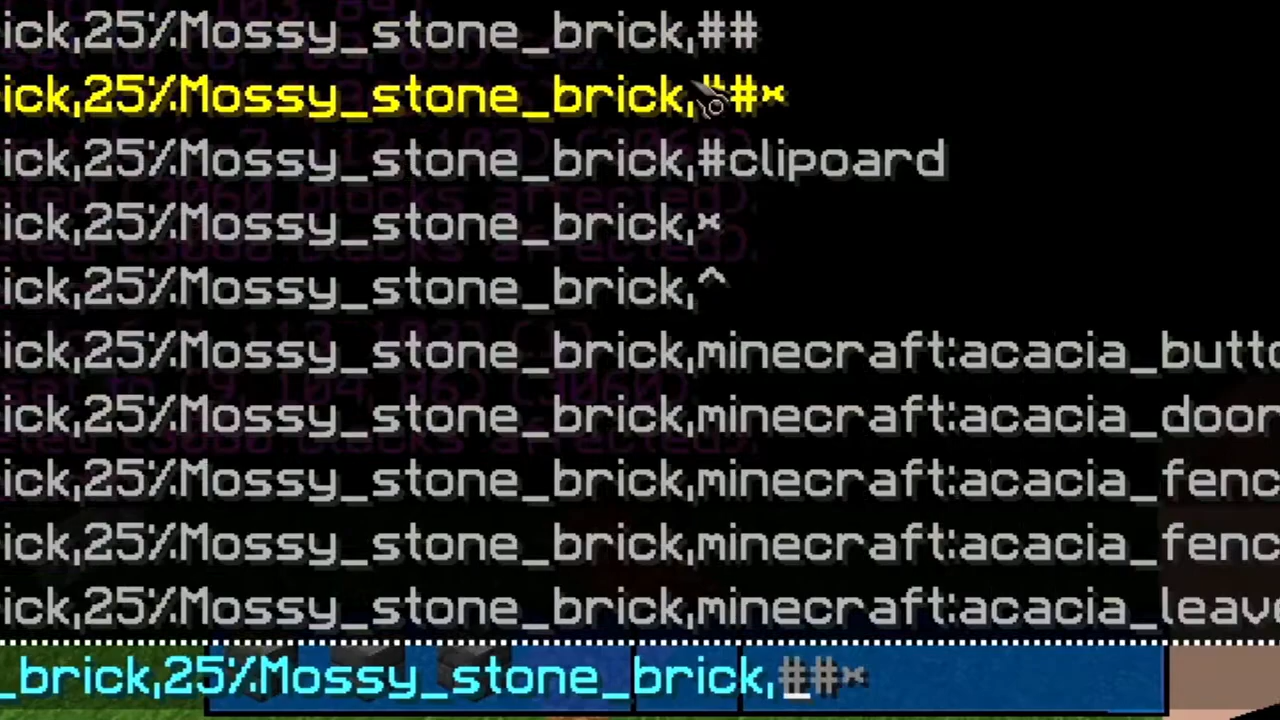 ick,25%Mossy_stone_brick,##
ick,25%Mossy_stone_brick,##*
ick,25%Mossy_stone_brick,#clipoard
ick,25%Mossy_stone_brick,*
ick,25%Mossy_stone_brick,^
ick,25%Mossy_stone_brick,minecraft:acacia_butto
ick,25%Mossy_stone_brick,minecraft:acacia_door
ick,25%Mossy_stone_brick,minecraft:acacia_fenc
ick,25%Mossy_stone_brick,minecraft:acacia_fenc
ick,25%Mossy_stone_brick,minecraft:acacia_leave
_brick,25%Mossy_stone_brick,##*